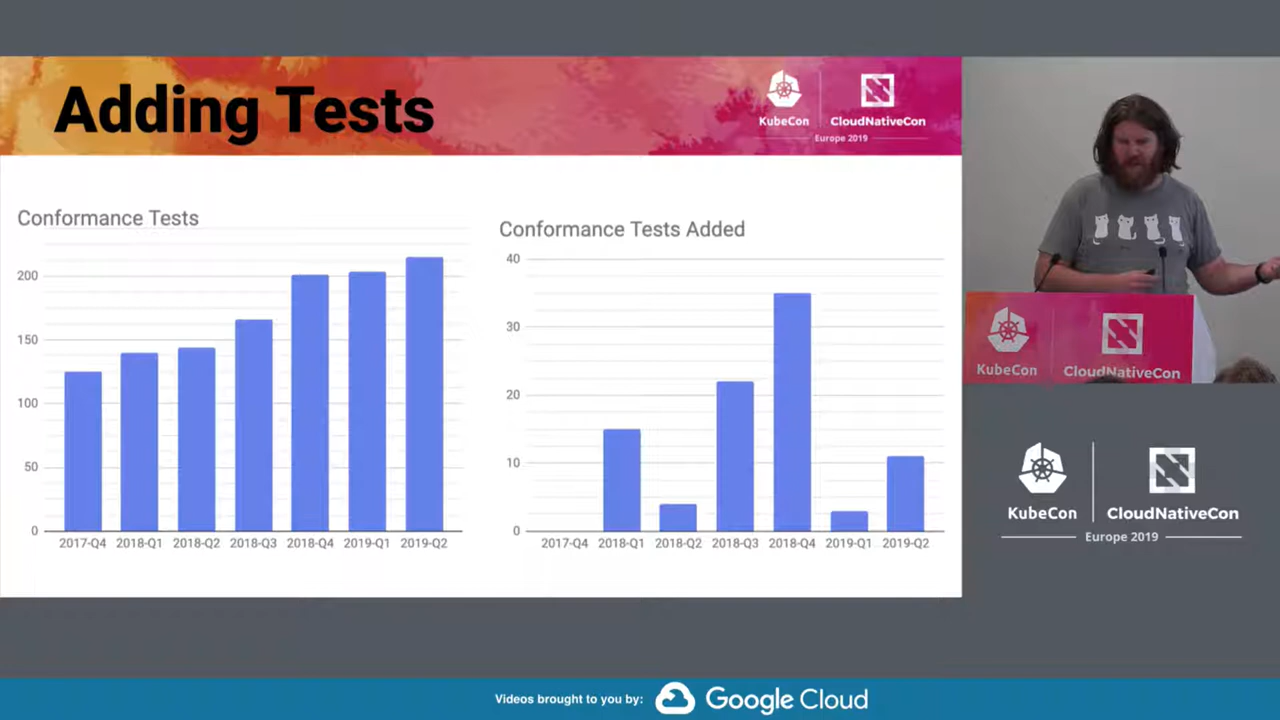 Adding Tests
KubeCon
CloudNativeCon
Europe 2019
Conformance Tests
200
150
100
50
0
2017-Q4 2018-Q1 2018-Q2 2018-Q3 2018-Q4 2019-Q1 2019-Q2
Conformance Tests Added
40
30
20
10
0
2017-Q4 2018-Q1 2018-Q2 2018-Q3 2018-Q4 2019-Q1 2019-Q2
KubeCon
CloudNativeCon
KubeCon
CloudNativeCon
Europe 2019
Videos brought to you by: Google Cloud